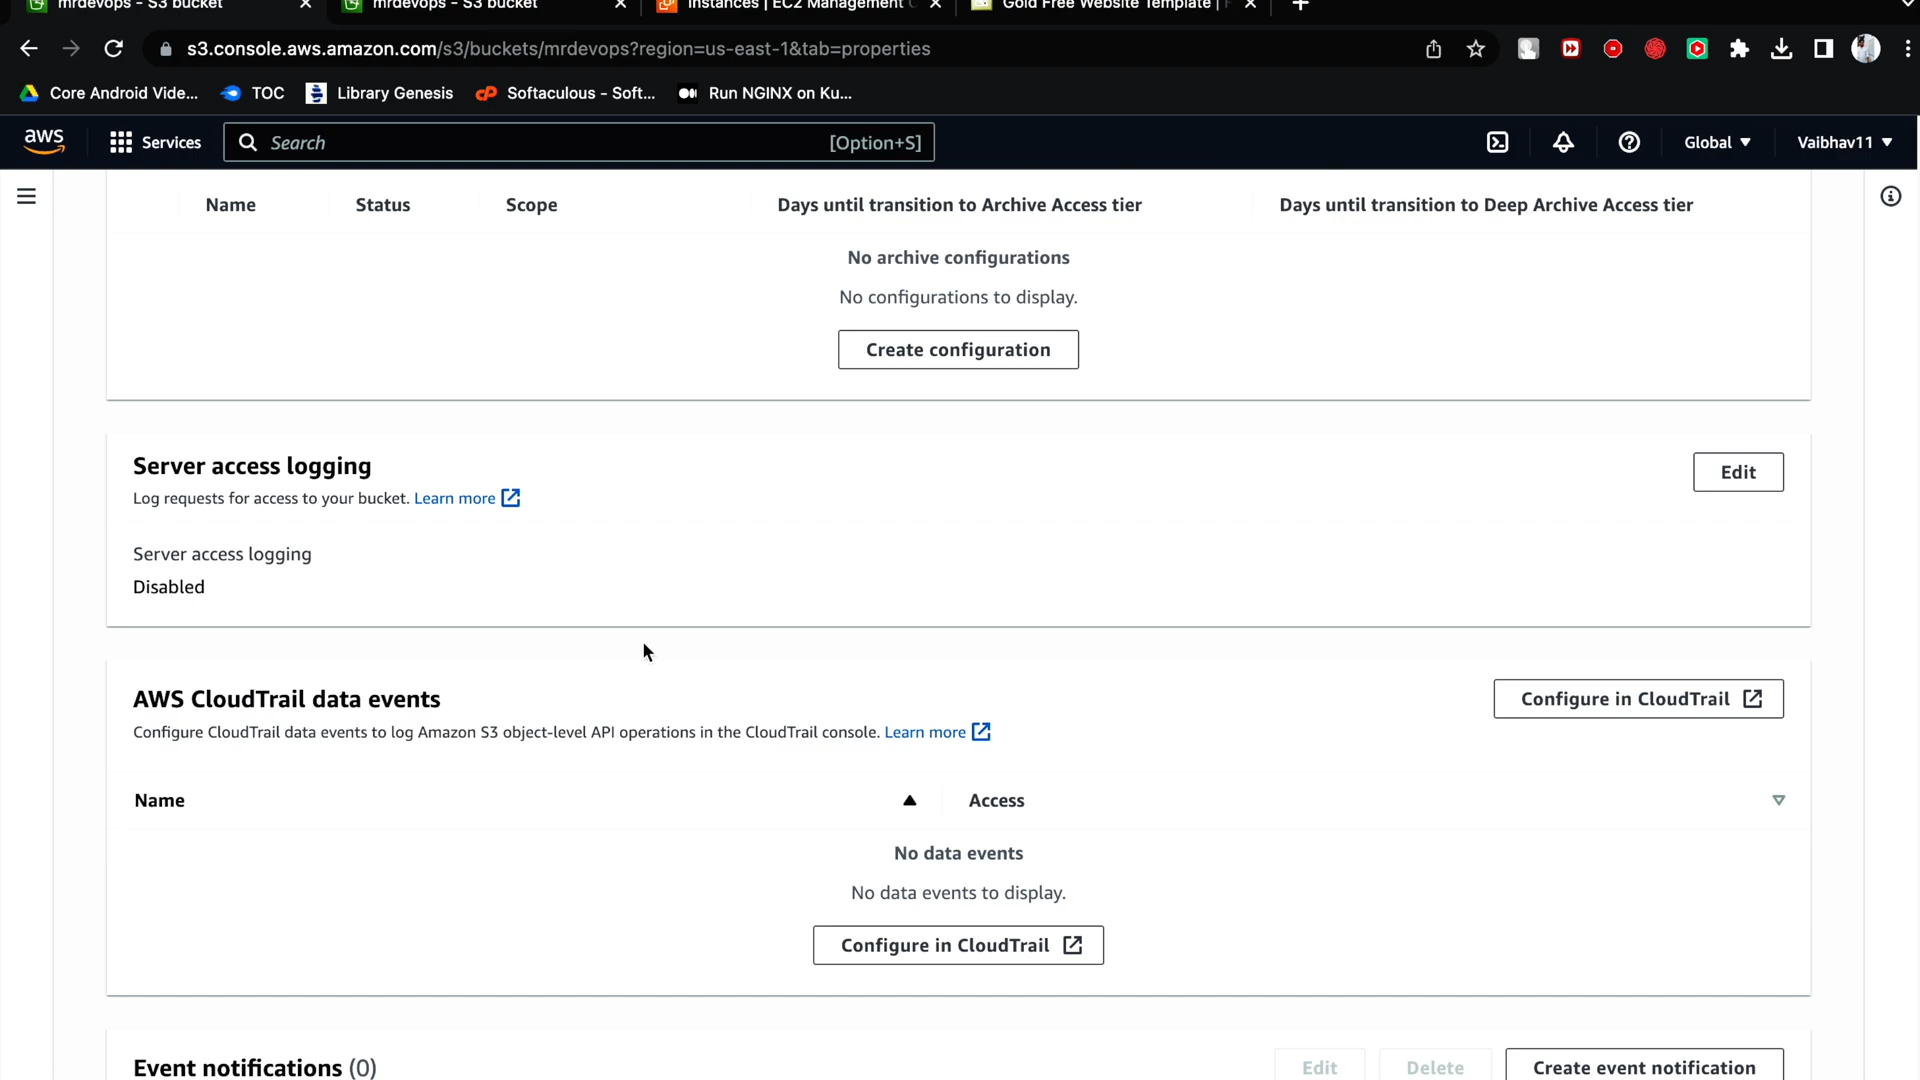 mrdevops - S3 bucket
mrdevops - S3 bucket
Instances | EC2 Management
Gold Free Website Template |
s3.console.aws.amazon.com/s3/buckets/mrdevops?region=us-east-1&tab=properties
Core Android Vide...
TOC
Library Genesis
Softaculous - Soft...
Run NGINX on Ku...
aws
Services
Search
[Option+S]
Global
Vaibhav11
Name
Status
Scope
Days until transition to Archive Access tier
Days until transition to Deep Archive Access tier
No archive configurations
No configurations to display.
Create configuration
Server access logging
Edit
Log requests for access to your bucket. Learn more
Server access logging
Disabled
AWS CloudTrail data events
Configure in CloudTrail
Configure CloudTrail data events to log Amazon S3 object-level API operations in the CloudTrail console. Learn more
Name
Access
No data events
No data events to display.
Configure in CloudTrail
Event notifications (0)
Edit
Delete
Create event notification